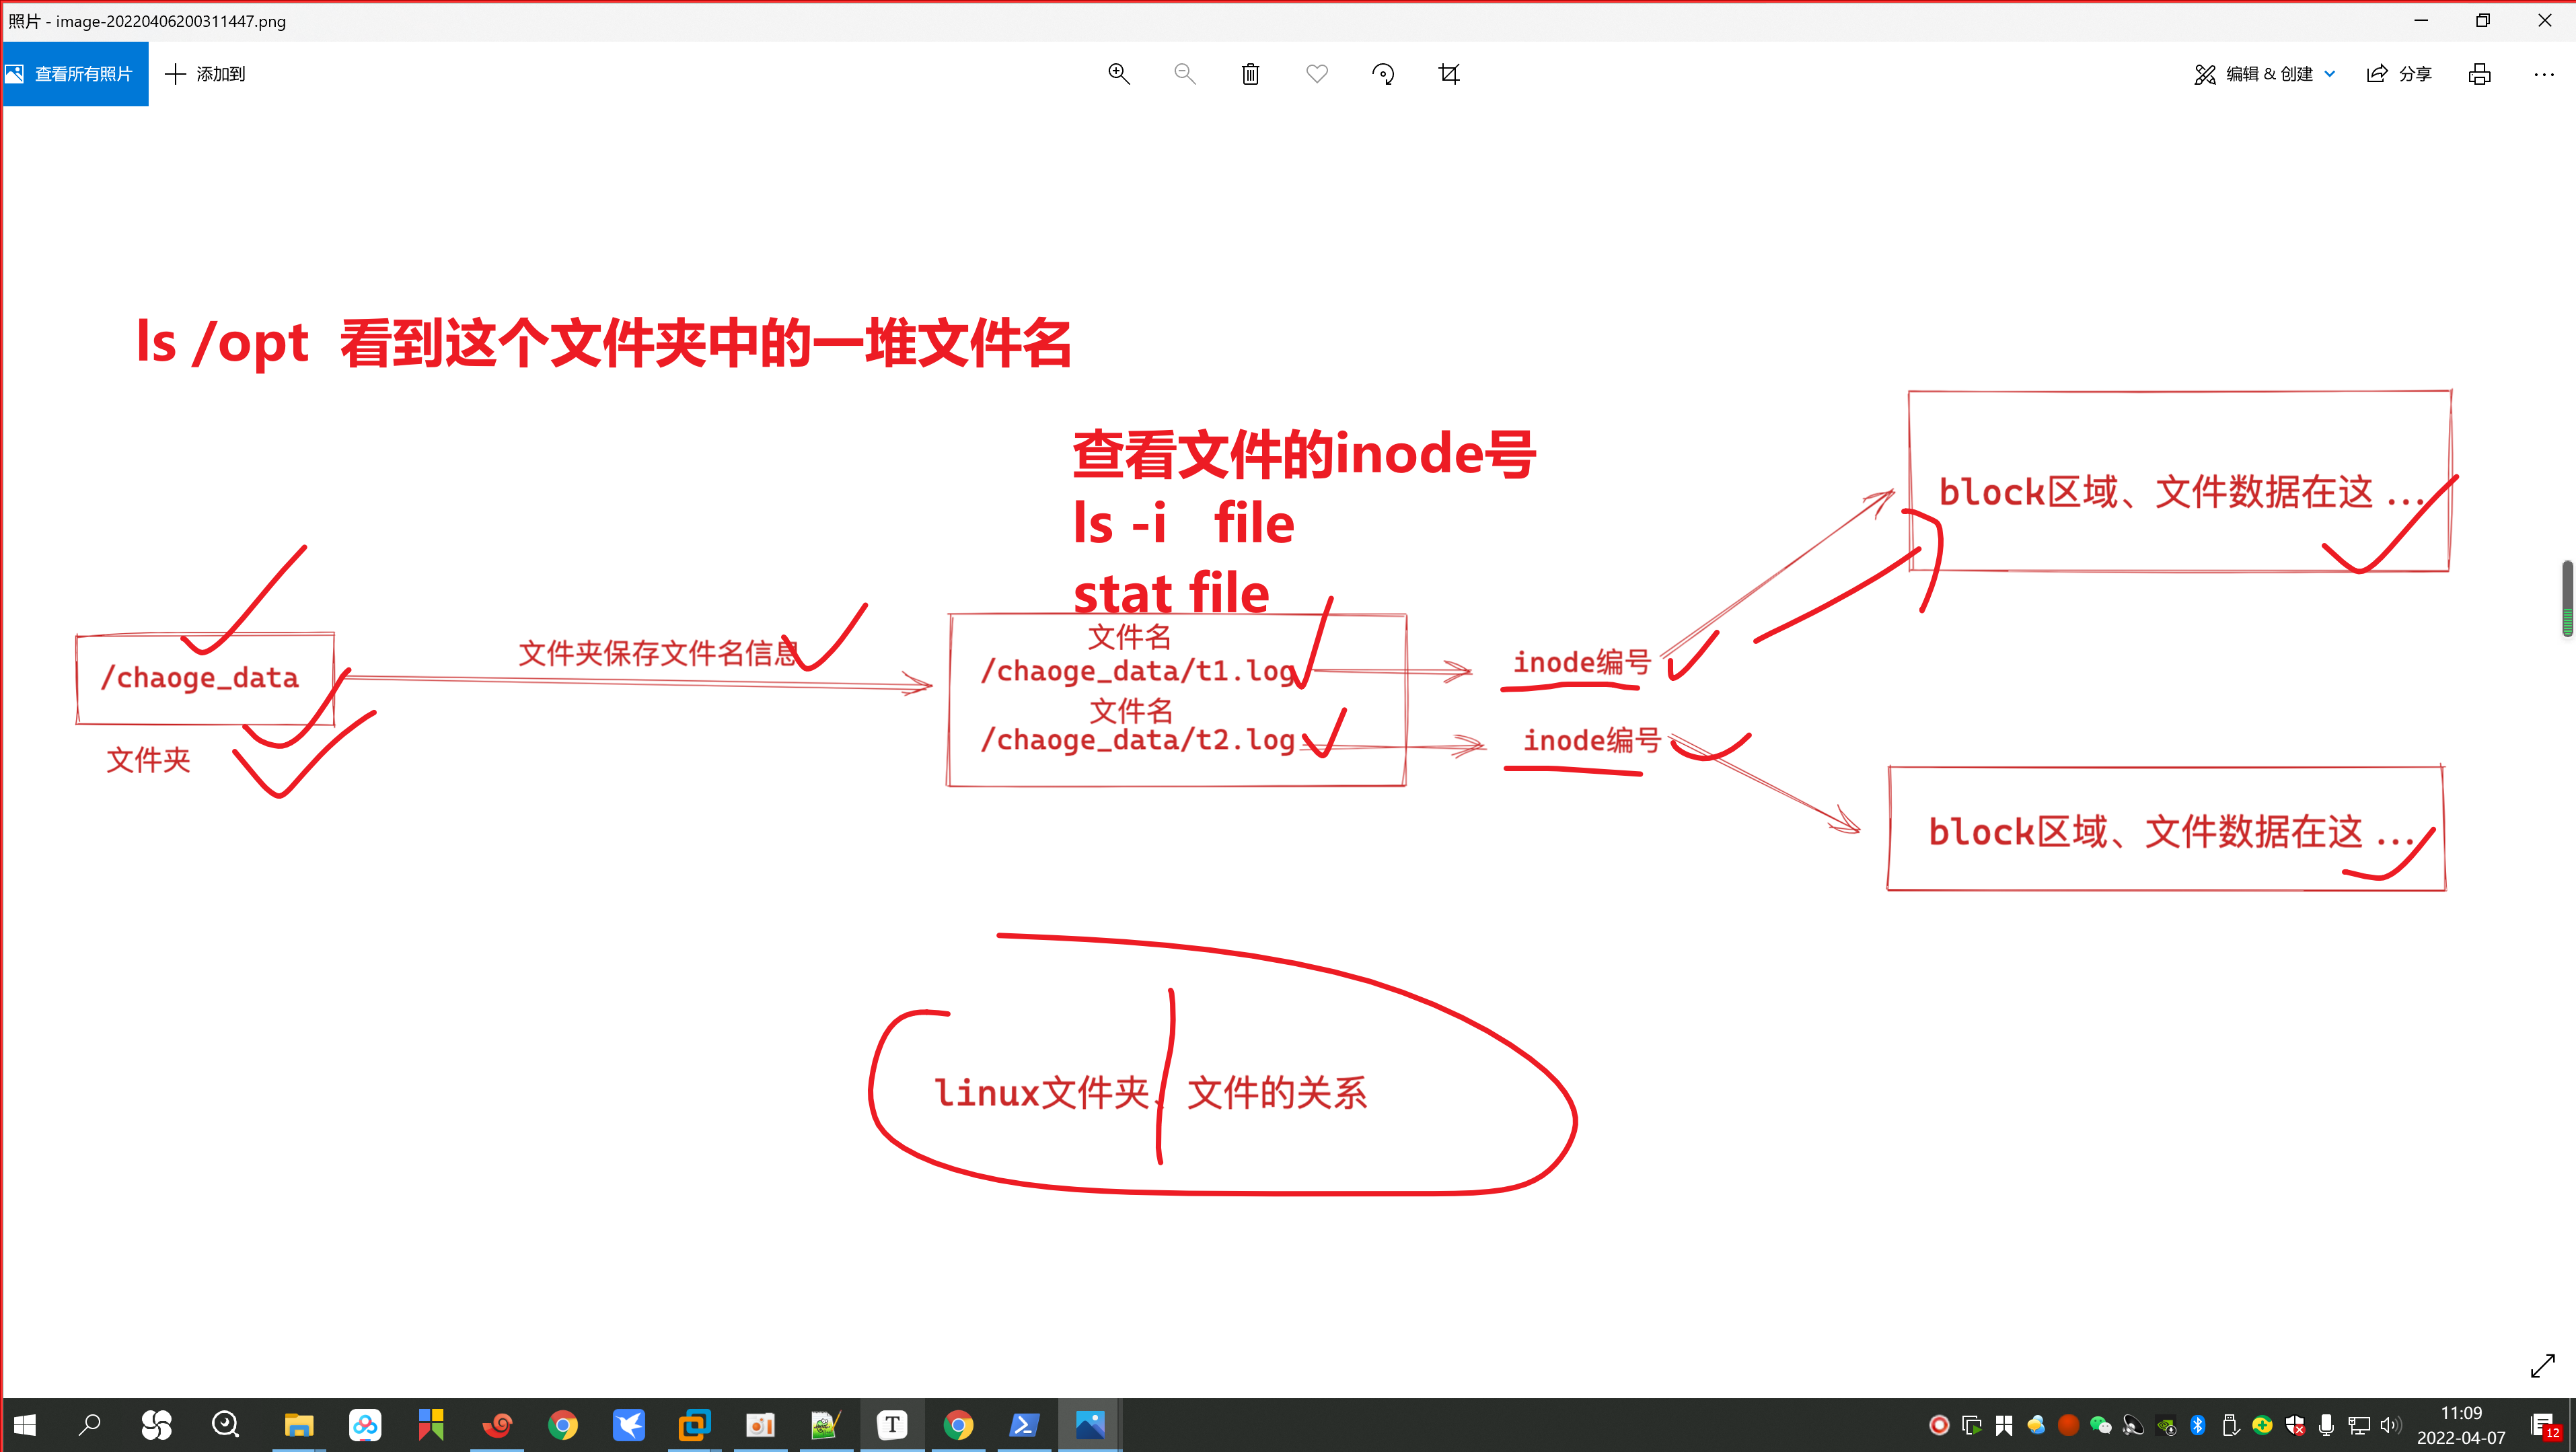 照片 - image-20220406200311447.png
查看所有照片
添加到
编辑 & 创建
分享
ls /opt 看到这个文件夹中的一堆文件名
查看文件的inode号
ls -i file
stat file
block区域、文件数据在这 ...
/chaoge_data
文件夹
文件夹保存文件名信息
文件名
/chaoge_data/t1.log
文件名
/chaoge_data/t2.log
inode编号
inode编号
block区域、文件数据在这 ...
linux文件夹、文件的关系
T
11:09
2022-04-07
12